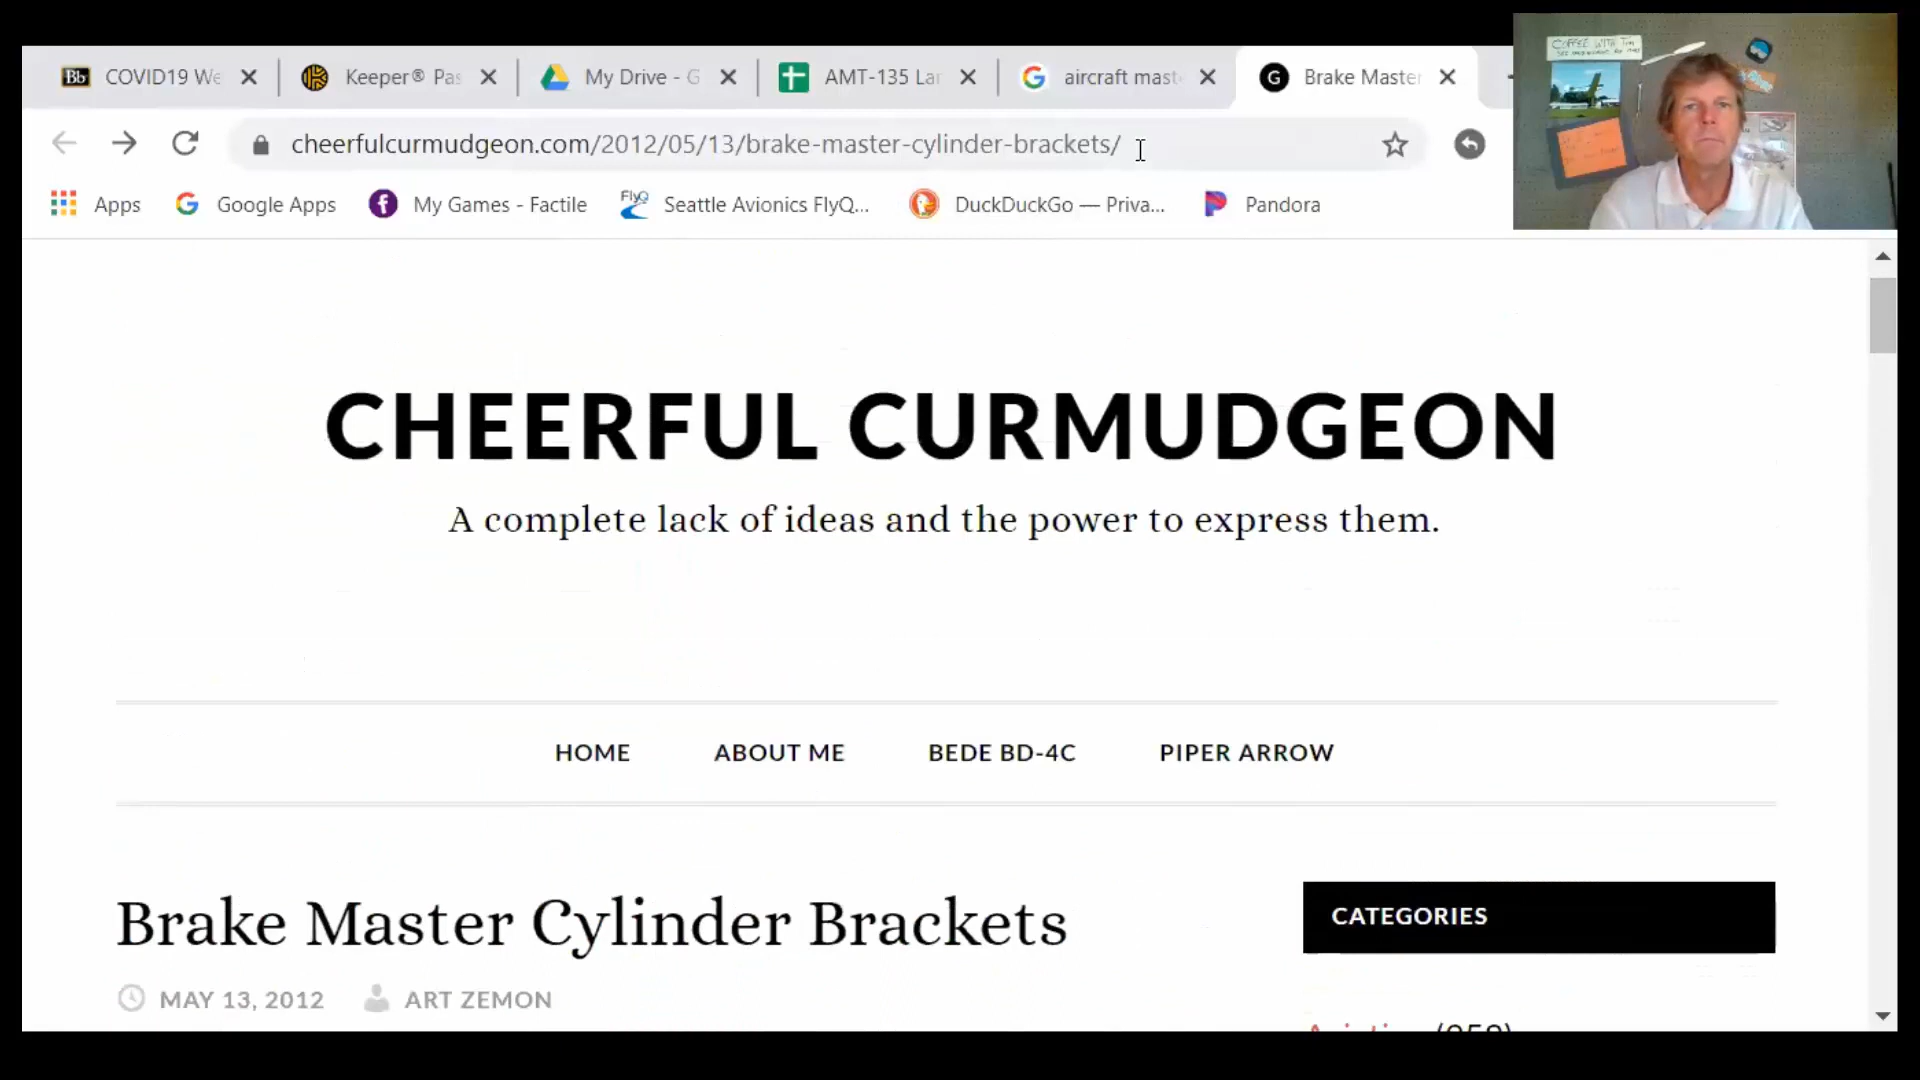 COVID19 We
Keeper® Pas
My Drive - G
AMT-135 Lar
aircraft mast
Brake Master
cheerfulcurmudgeon.com/2012/05/13/brake-master-cylinder-brackets/
Apps
Google Apps
My Games - Factile
Seattle Avionics FlyQ...
DuckDuckGo — Priva...
Pandora
COFFEE WITH Tim
CHEERFUL CURMUDGEON
A complete lack of ideas and the power to express them.
HOME
ABOUT ME
BEDE BD-4C
PIPER ARROW
Brake Master Cylinder Brackets
MAY 13, 2012
ART ZEMON
CATEGORIES